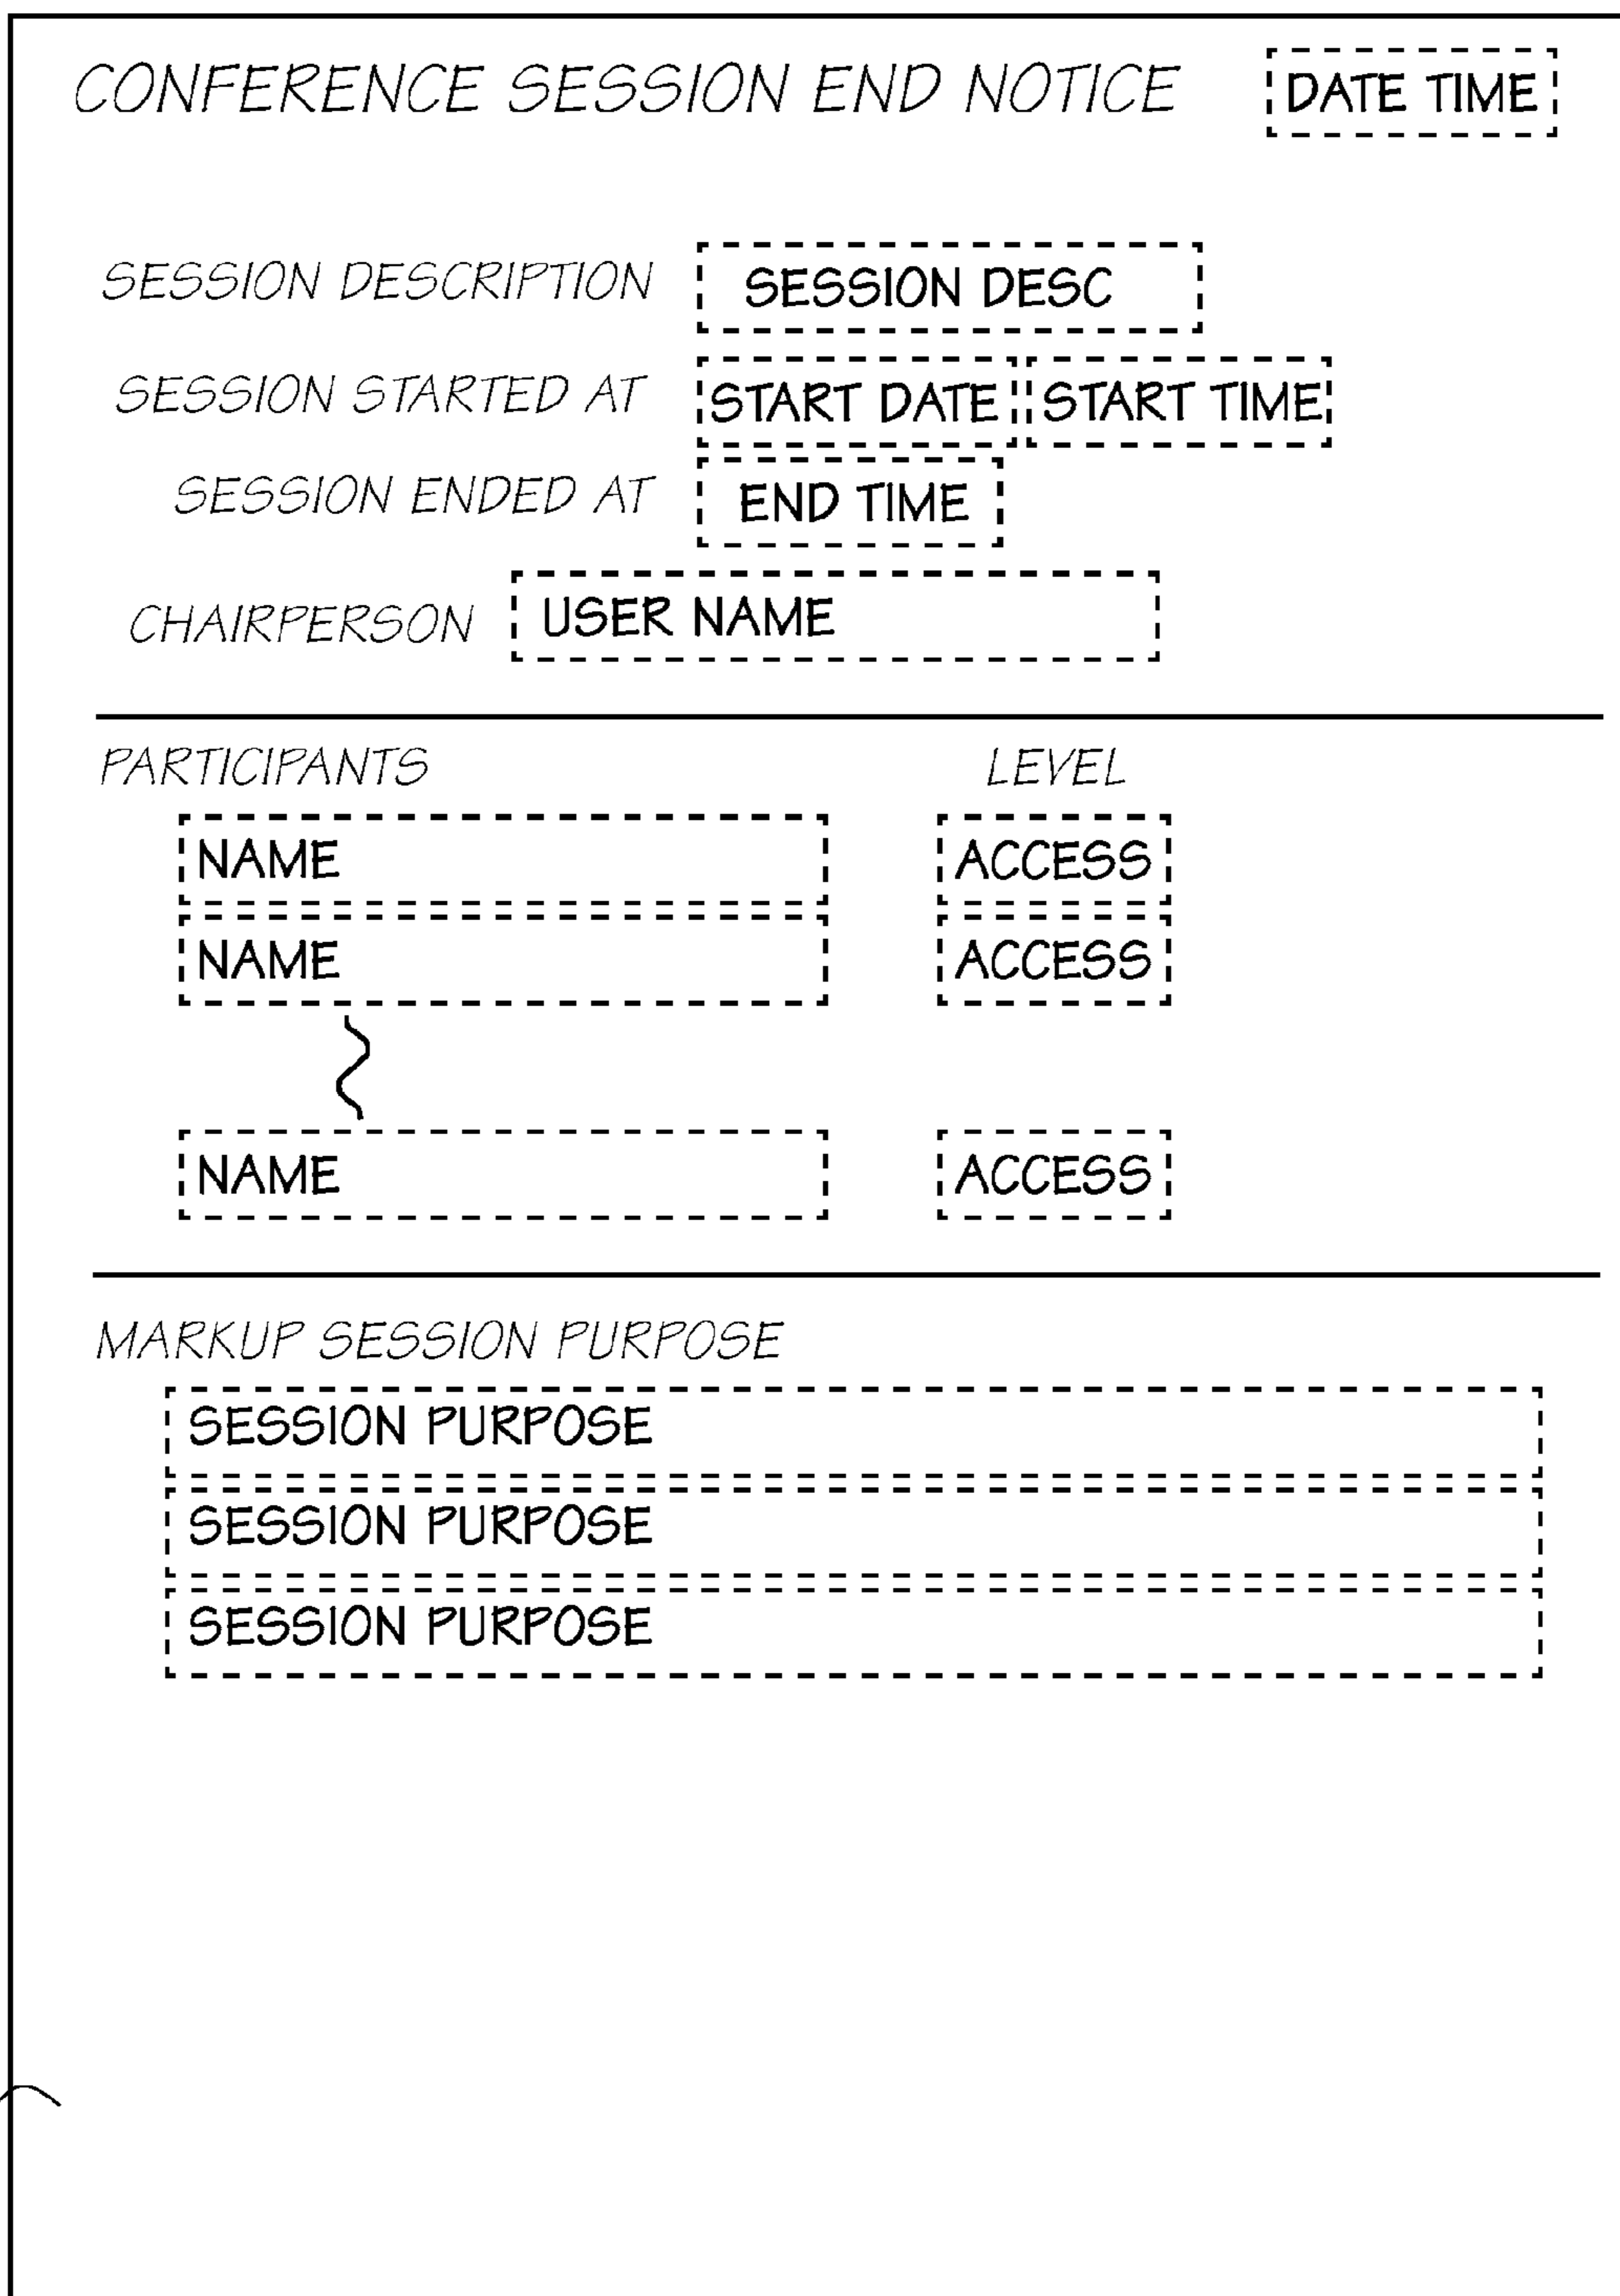 CONFERENCE SESSION END NOTICE DATE TIME
SESSION DESCRIPTION SESSION DESC
SESSION STARTED AT START DATE START TIME
SESSION ENDED AT END TIME
CHAIRPERSON USER NAME
PARTICIPANTS LEVEL
NAME ACCESS
NAME ACCESS
NAME ACCESS
MARKUP SESSION PURPOSE
SESSION PURPOSE
SESSION PURPOSE
SESSION PURPOSE